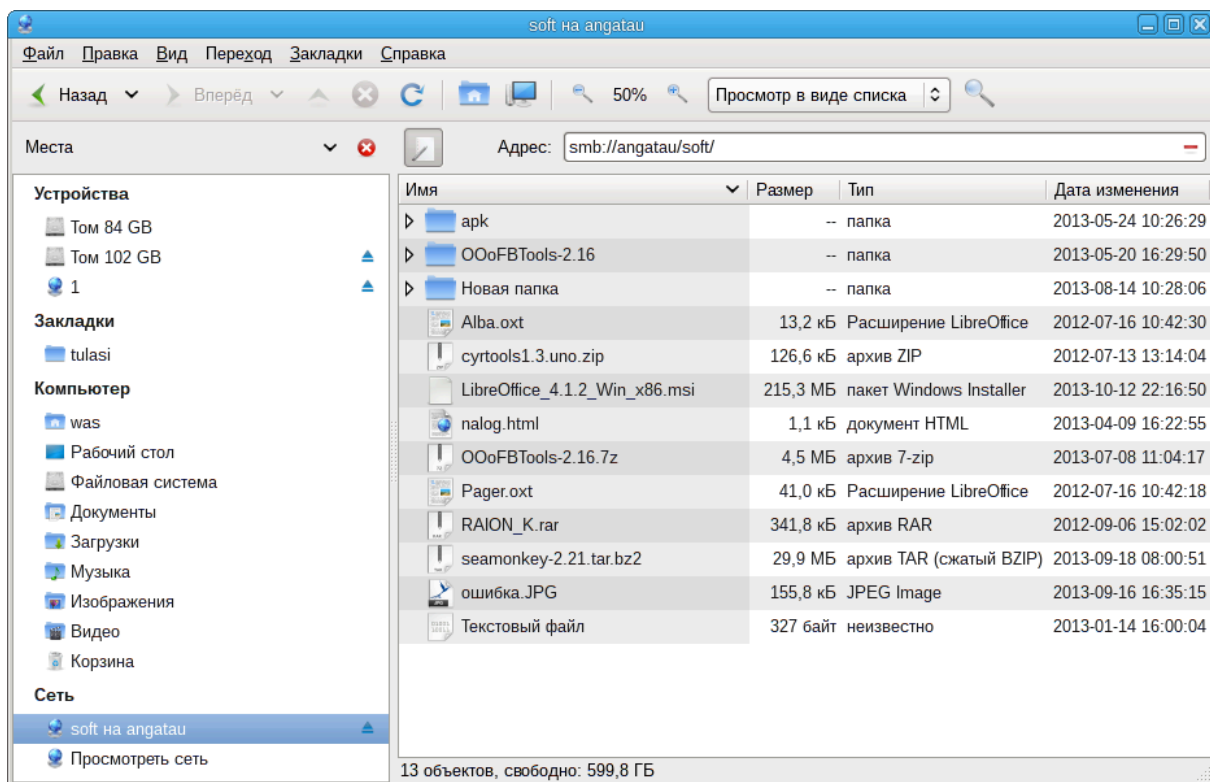 soft на angatau
Файл Правка Вид Переход Закладки Справка
Назад Вперёд 50% Просмотр в виде списка
Места Адрес: smb://angatau/soft/
Устройства
Том 84 GB
Том 102 GB
1
Закладки
tulasi
Компьютер
was
Рабочий стол
Файловая система
Документы
Загрузки
Музыка
Изображения
Видео
Корзина
Сеть
soft на angatau
Просмотреть сеть
Имя Размер Тип Дата изменения
apk -- папка 2013-05-24 10:26:29
OOoFBTools-2.16 -- папка 2013-05-20 16:29:50
Новая папка -- папка 2013-08-14 10:28:06
Alba.oxt 13,2 кБ Расширение LibreOffice 2012-07-16 10:42:30
cyrtools1.3.uno.zip 126,6 кБ архив ZIP 2012-07-13 13:14:04
LibreOffice_4.1.2_Win_x86.msi 215,3 МБ пакет Windows Installer 2013-10-12 22:16:50
nalog.html 1,1 кБ документ HTML 2013-04-09 16:22:55
OOoFBTools-2.16.7z 4,5 МБ архив 7-zip 2013-07-08 11:04:17
Pager.oxt 41,0 кБ Расширение LibreOffice 2012-07-16 10:42:18
RAION_K.rar 341,8 кБ архив RAR 2012-09-06 15:02:02
seamonkey-2.21.tar.bz2 29,9 МБ архив TAR (сжатый BZIP) 2013-09-18 08:00:51
ошибка.JPG 155,8 кБ JPEG Image 2013-09-16 16:35:15
Текстовый файл 327 байт неизвестно 2013-01-14 16:00:04
13 объектов, свободно: 599,8 ГБ